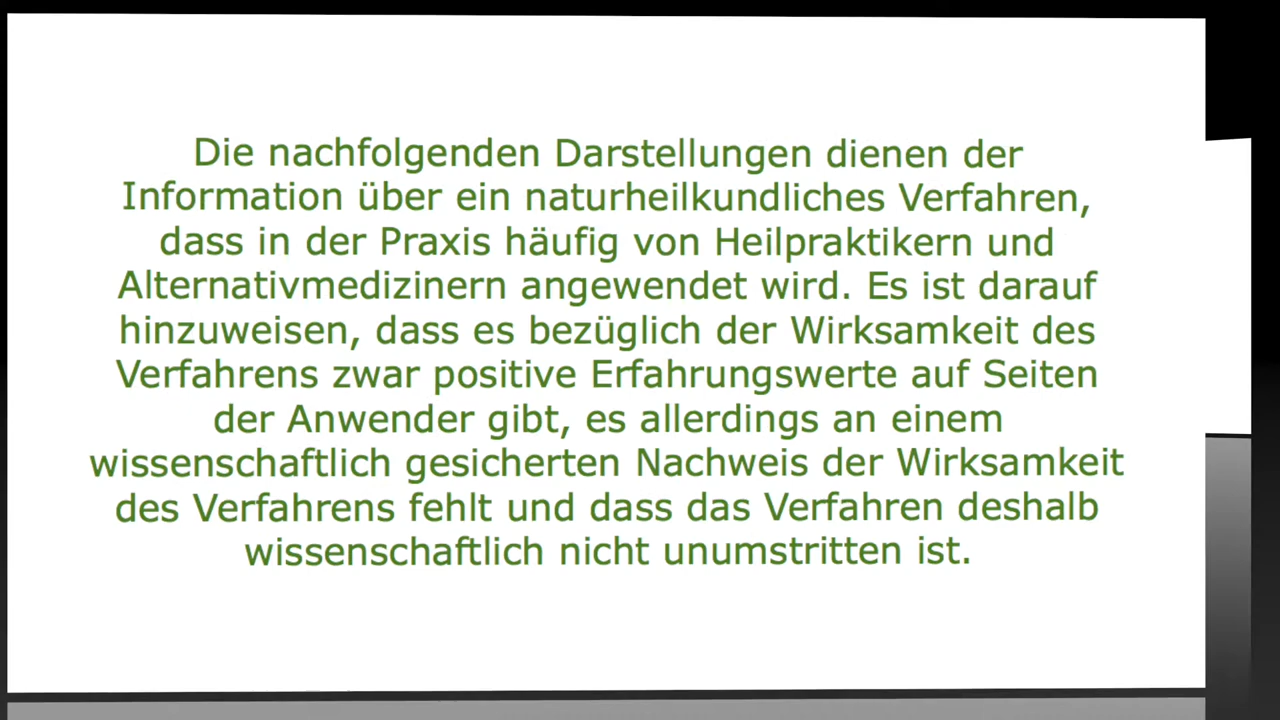 Die nachfolgenden Darstellungen dienen der
Information über ein naturheilkundliches Verfahren,
dass in der Praxis häufig von Heilpraktikern und
Alternativmedizinern angewendet wird. Es ist darauf
hinzuweisen, dass es bezüglich der Wirksamkeit des
Verfahrens zwar positive Erfahrungswerte auf Seiten
der Anwender gibt, es allerdings an einem
wissenschaftlich gesicherten Nachweis der Wirksamkeit
des Verfahrens fehlt und dass das Verfahren deshalb
wissenschaftlich nicht unumstritten ist.